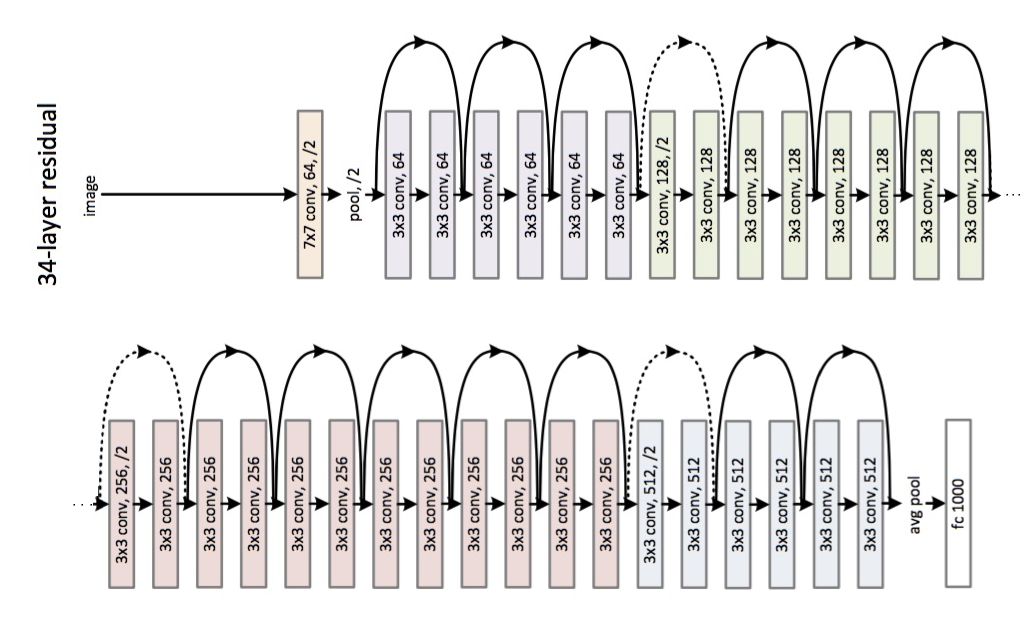 34-layer residual
image
7x7 conv, 64, /2
pool, /2
3x3 conv, 64
3x3 conv, 64
3x3 conv, 64
3x3 conv, 64
3x3 conv, 64
3x3 conv, 64
3x3 conv, 128, /2
3x3 conv, 128
3x3 conv, 128
3x3 conv, 128
3x3 conv, 128
3x3 conv, 128
3x3 conv, 128
3x3 conv, 128
...
...
3x3 conv, 256, /2
3x3 conv, 256
3x3 conv, 256
3x3 conv, 256
3x3 conv, 256
3x3 conv, 256
3x3 conv, 256
3x3 conv, 256
3x3 conv, 256
3x3 conv, 256
3x3 conv, 256
3x3 conv, 256
3x3 conv, 512, /2
3x3 conv, 512
3x3 conv, 512
3x3 conv, 512
3x3 conv, 512
3x3 conv, 512
avg pool
fc 1000